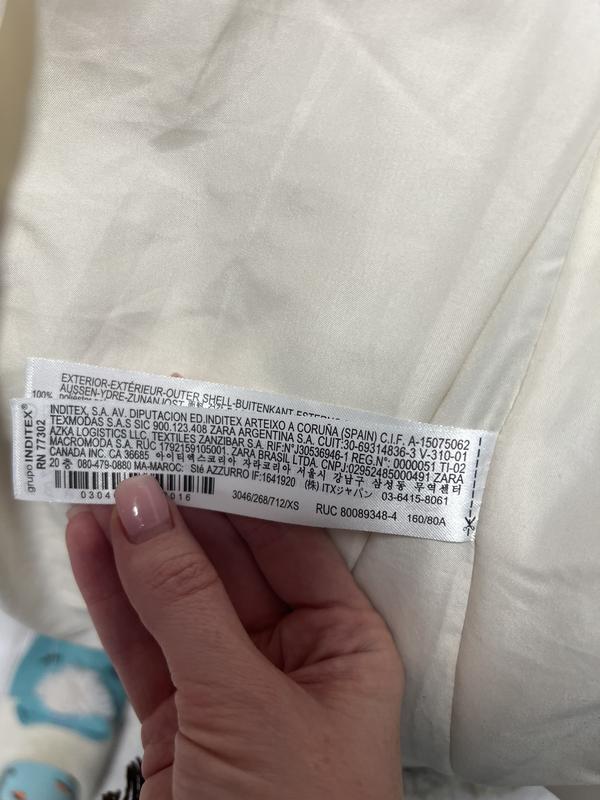 EXTERIOR-EXTÉRIEUR-OUTER SHELL-BUITENKANT
AUSSEN-YDRE-ZUNANJOST
100%
grupo INDITEX®
RN 77302
INDITEX, S.A. AV. DIPUTACION ED.INDITEX ARTEIXO A CORUÑA (SPAIN) C.I.F. A-15075062
TEXMODAS S.A.S SIC 900.123.408 ZARA ARGENTINA S.A. CUIT:30-69314836-3 V-310-01
AZKA LOGISTICS LLC, TEXTILES ZANZIBAR S.A. RIF-NºJ30536946-1 REG.Nº 0000051 TI-02
MACROMODA S.A. RUC 1792159105001. ZARA BRASIL LTDA. CNPJ:02952485000491 ZARA
CANADA INC. CA 36685 아이티엑스코리아 자라코리아 서울시 강남구 삼성동 무역센터
20 층 080-479-0880 MA-MAROC: Sté AZZURRO IF:1641920 (株) ITXジャパン 03-6415-8061
0304 016 3046/268/712/XS RUC 80089348-4 160/80A